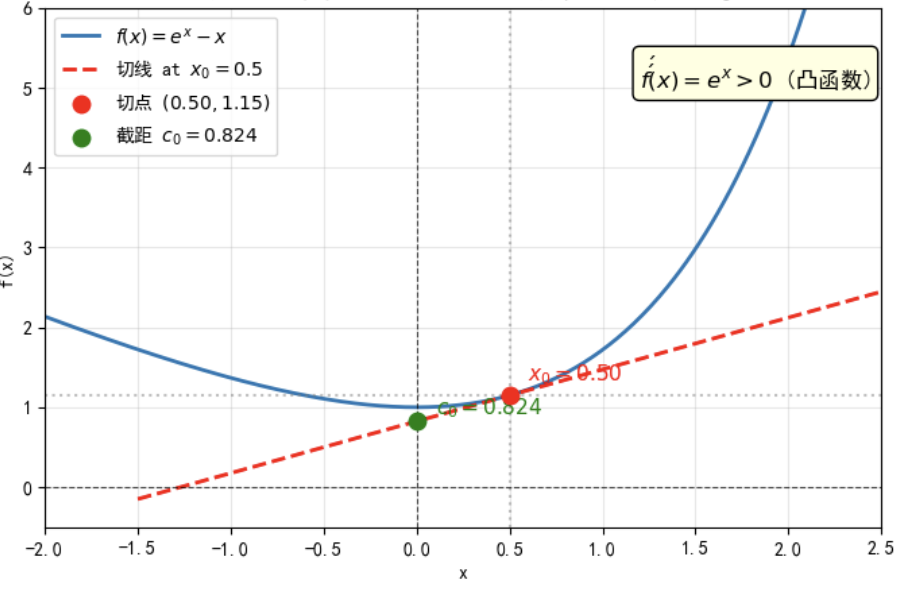 f(x) = e^x − x
切线 at x₀ = 0.5
切点 (0.50, 1.15)
截距 c₀ = 0.824
f̋(x) = e^x > 0 (凸函数)
6
5
4
3
2
1
0
f(x)
x₀ = 0.50
c₀ = 0.824
−2.0 −1.5 −1.0 −0.5 0.0 0.5 1.0 1.5 2.0 2.5
x